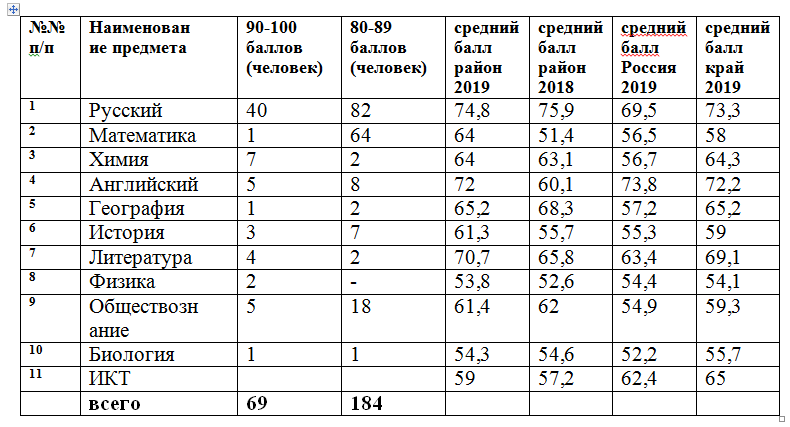 №№ п/п Наименование предмета 90-100 баллов (человек) 80-89 баллов (человек) средний балл район 2019 средний балл район 2018 средний балл Россия 2019 средний балл край 2019
1 Русский 40 82 74,8 75,9 69,5 73,3
2 Математика 1 64 64 51,4 56,5 58
3 Химия 7 2 64 63,1 56,7 64,3
4 Английский 5 8 72 60,1 73,8 72,2
5 География 1 2 65,2 68,3 57,2 65,2
6 История 3 7 61,3 55,7 55,3 59
7 Литература 4 2 70,7 65,8 63,4 69,1
8 Физика 2 - 53,8 52,6 54,4 54,1
9 Обществознание 5 18 61,4 62 54,9 59,3
10 Биология 1 1 54,3 54,6 52,2 55,7
11 ИКТ 59 57,2 62,4 65
всего 69 184